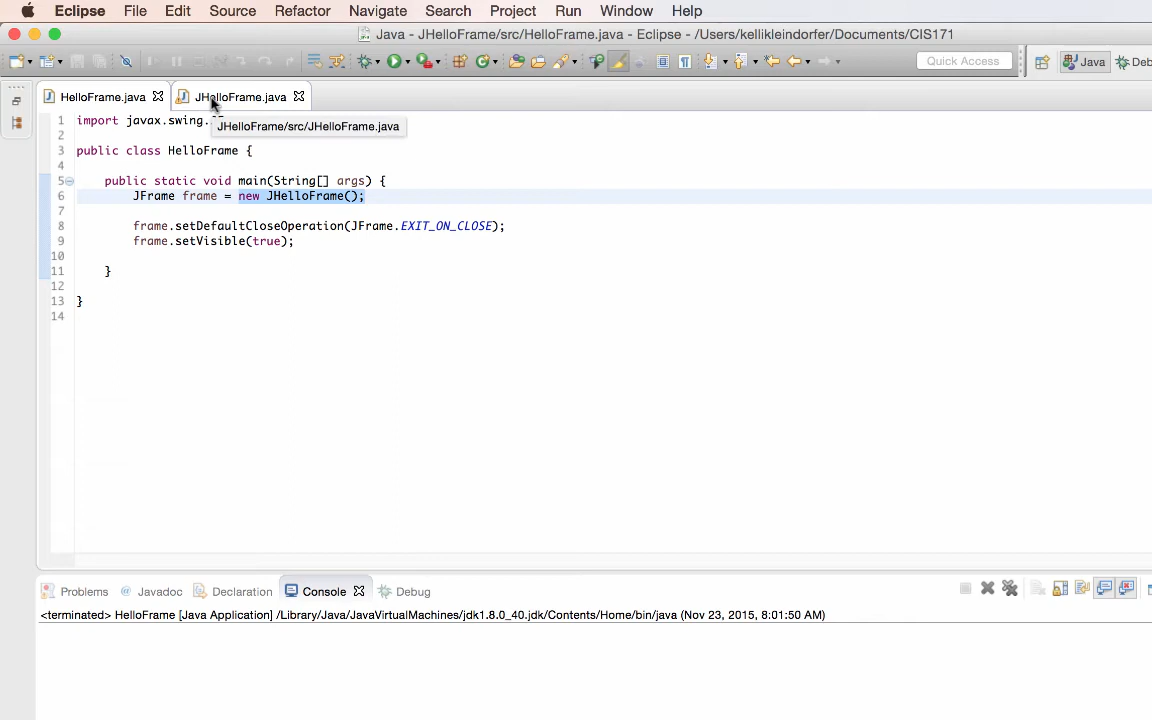 Eclipse File Edit Source Refactor Navigate Search Project Run Window Help
Java - JHelloFrame/src/HelloFrame.java - Eclipse - /Users/kellikleindorfer/Documents/CIS171
Quick Access Java Deb
HelloFrame.java JHelloFrame.java
1 import javax.swing.
JHelloFrame/src/JHelloFrame.java
2
3 public class HelloFrame {
4
5 public static void main(String[] args) {
6 JFrame frame = new JHelloFrame();
7
8 frame.setDefaultCloseOperation(JFrame.EXIT_ON_CLOSE);
9 frame.setVisible(true);
10
11 }
12
13 }
14
Problems Javadoc Declaration Console Debug
<terminated> HelloFrame [Java Application] /Library/Java/JavaVirtualMachines/jdk1.8.0_40.jdk/Contents/Home/bin/java (Nov 23, 2015, 8:01:50 AM)